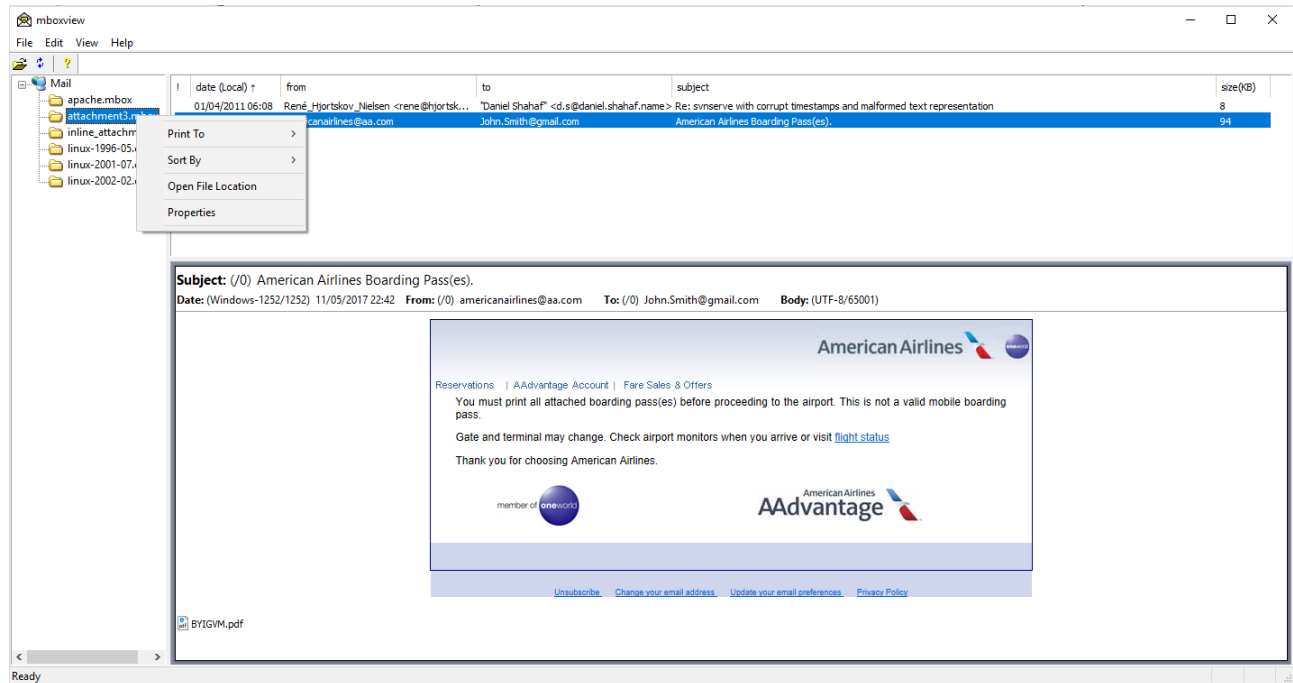 mboxview
File Edit View Help
?
Mail
apache.mbox
attachment3.mbox
inline_attachm
linux-1996-05.
linux-2001-07.
linux-2002-02.
Print To >
Sort By >
Open File Location
Properties
! date (Local) ↑ from to subject size(KB)
01/04/2011 06:08 René_Hjortskov_Nielsen <rene@hjortsk... "Daniel Shahaf" <d.s@daniel.shahaf.name> Re: svnserve with corrupt timestamps and malformed text representation 8
canairlines@aa.com John.Smith@gmail.com American Airlines Boarding Pass(es). 94
Subject: (/0) American Airlines Boarding Pass(es).
Date: (Windows-1252/1252) 11/05/2017 22:42 From: (/0) americanairlines@aa.com To: (/0) John.Smith@gmail.com Body: (UTF-8/65001)
American Airlines oneworld
Reservations | AAdvantage Account | Fare Sales & Offers
You must print all attached boarding pass(es) before proceeding to the airport. This is not a valid mobile boarding
pass.
Gate and terminal may change. Check airport monitors when you arrive or visit flight status
Thank you for choosing American Airlines.
member of oneworld
American Airlines
AAdvantage
Unsubscribe Change your email address Update your email preferences Privacy Policy
BYIGVM.pdf
Ready